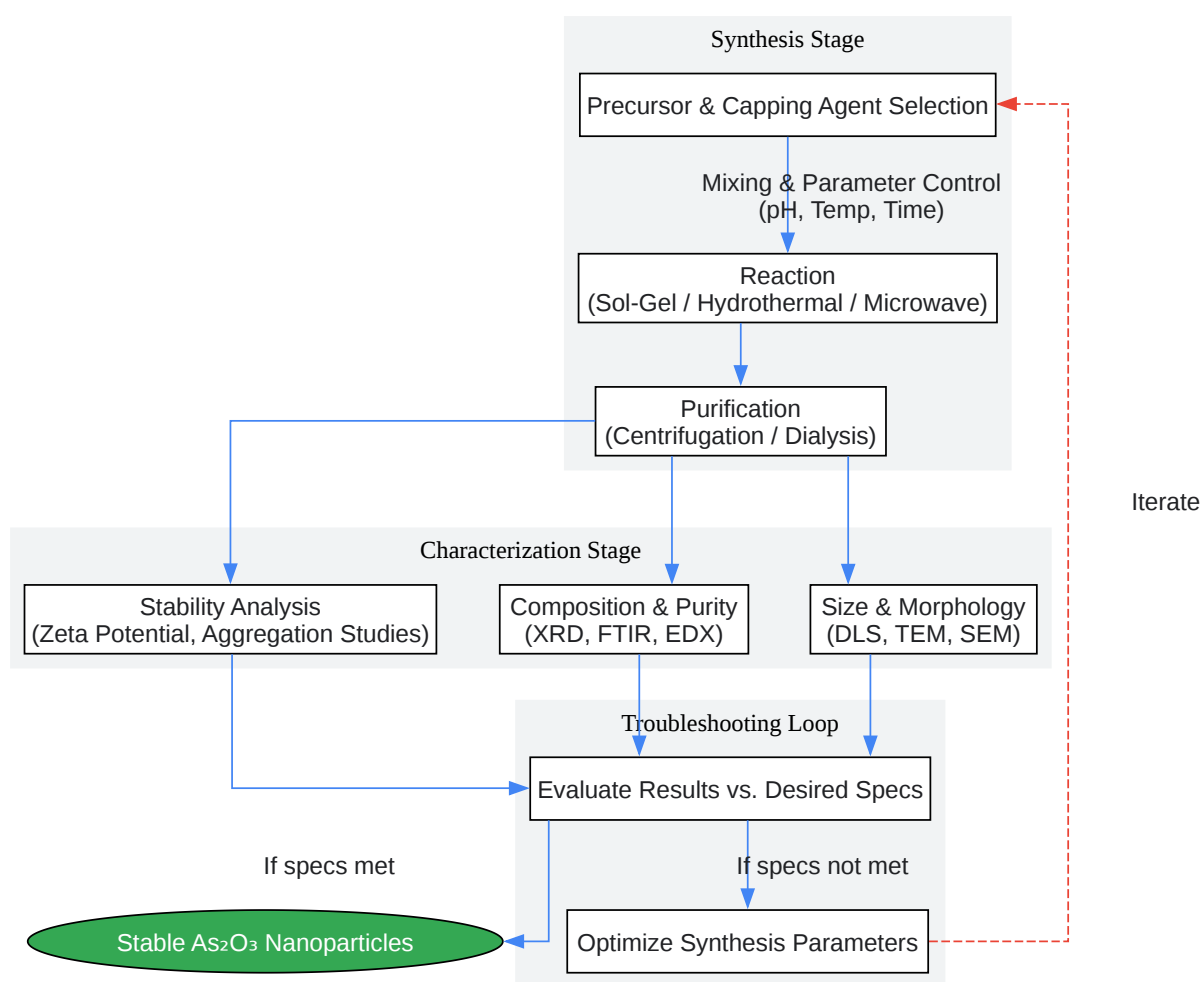 Synthesis Stage
Precursor & Capping Agent Selection
Mixing & Parameter Control
(pH, Temp, Time)
Reaction
(Sol-Gel / Hydrothermal / Microwave)
Purification
(Centrifugation / Dialysis)
Iterate
Characterization Stage
Stability Analysis
(Zeta Potential, Aggregation Studies)
Composition & Purity
(XRD, FTIR, EDX)
Size & Morphology
(DLS, TEM, SEM)
Troubleshooting Loop
Evaluate Results vs. Desired Specs
If specs met
If specs not met
Stable As₂O₃ Nanoparticles
Optimize Synthesis Parameters